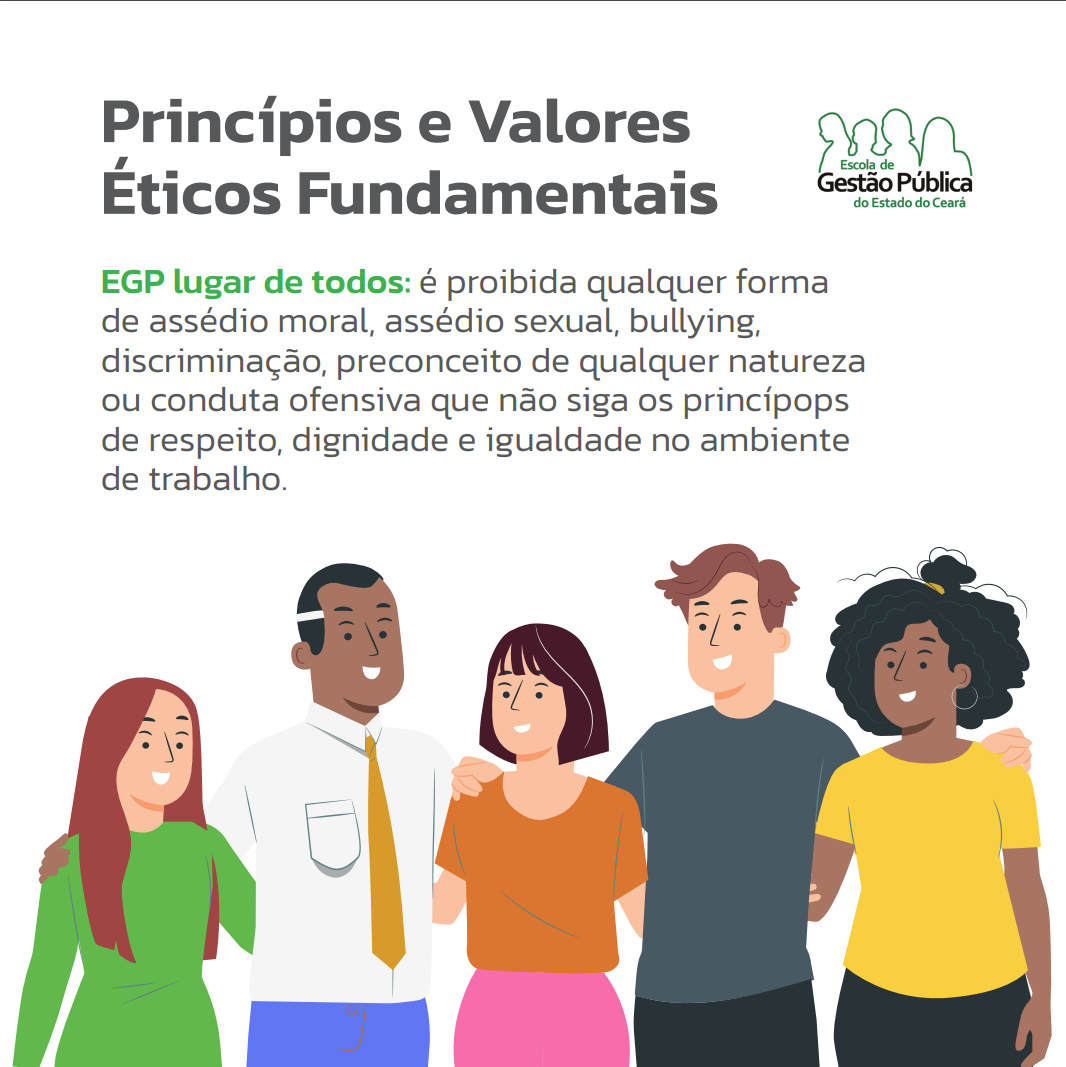 Princípios e Valores
Éticos Fundamentais
Escola de
Gestão Pública
do Estado do Ceará
EGP lugar de todos: é proibida qualquer forma
de assédio moral, assédio sexual, bullying,
discriminação, preconceito de qualquer natureza
ou conduta ofensiva que não siga os princípops
de respeito, dignidade e igualdade no ambiente
de trabalho.